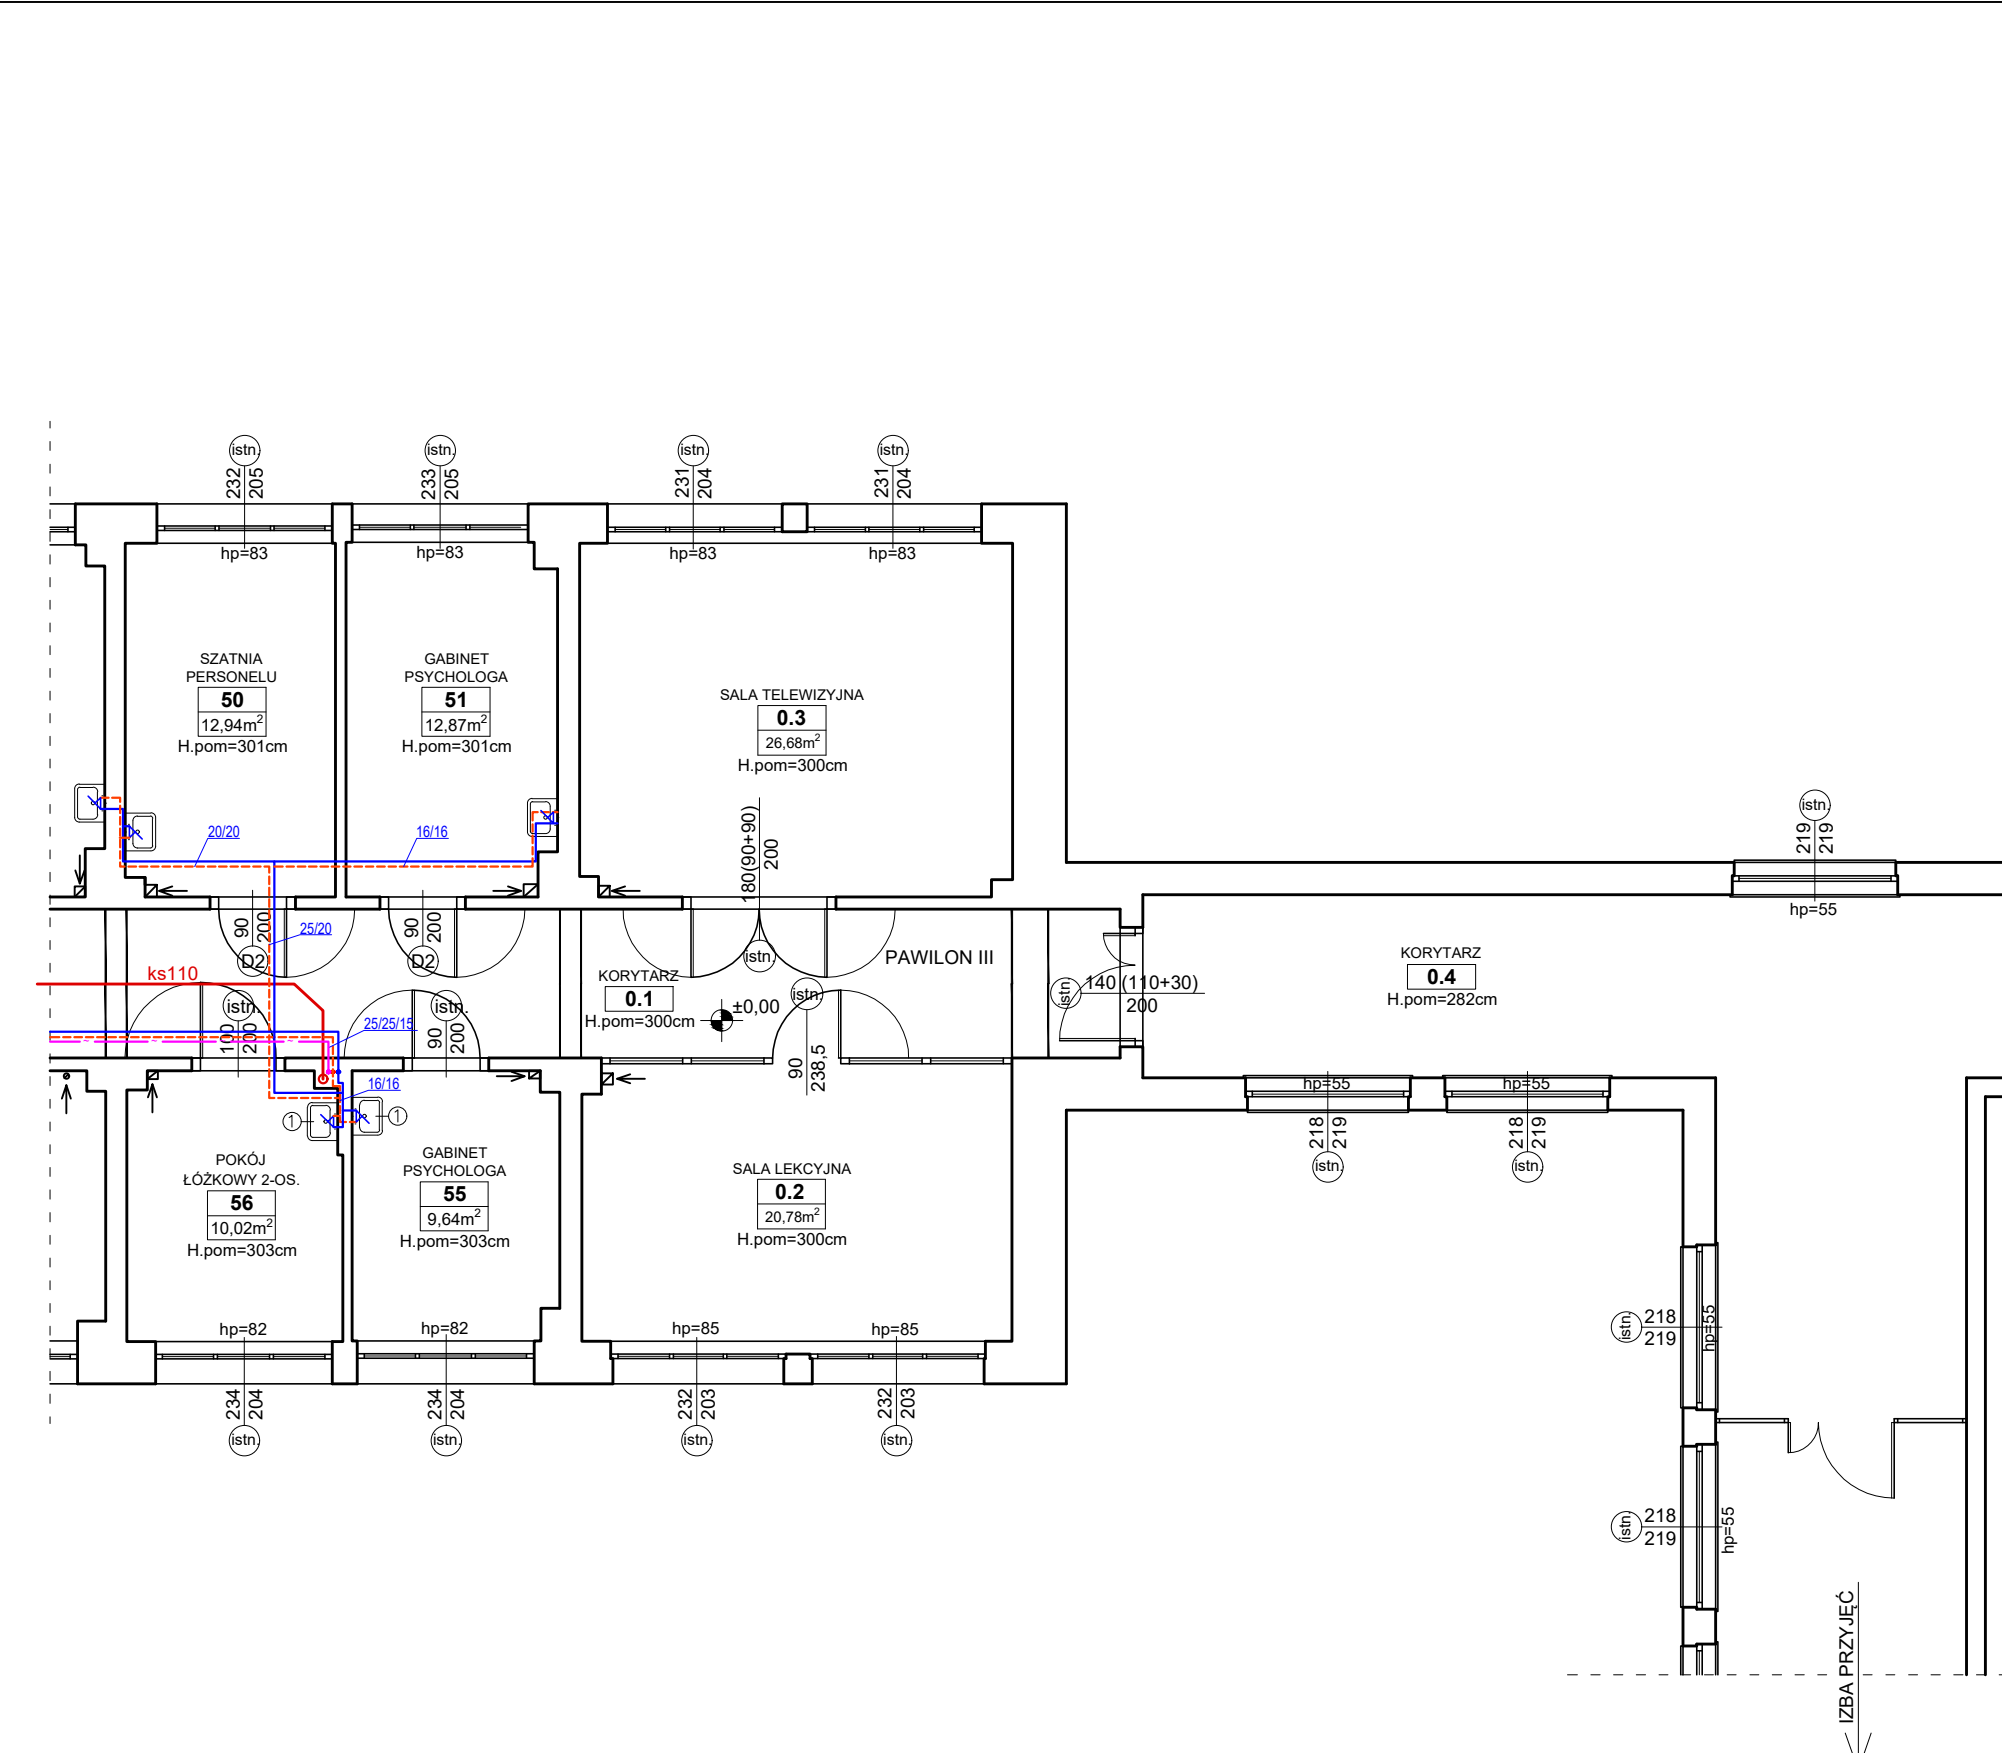 istn.
232
205
istn.
233
205
istn.
231
204
istn.
231
204
hp=83
hp=83
hp=83
hp=83
SZATNIA
PERSONELU
50
12,94m²
H.pom=301cm
GABINET
PSYCHOLOGA
51
12,87m²
H.pom=301cm
SALA TELEWIZYJNA
0.3
26,68m²
H.pom=300cm
20/20
16/16
180(90+90)
200
istn.
219
219
hp=55
90
200
D2
90
200
D2
25/20
istn.
PAWILON III
ks110
KORYTARZ
0.1
H.pom=300cm
±0,00
istn.
90
238,5
istn.
140 (110+30)
200
KORYTARZ
0.4
H.pom=282cm
istn.
100
200
istn.
90
200
25/25/15
16/16
1
1
hp=55
hp=55
218
219
istn.
218
219
istn.
POKÓJ
ŁÓŻKOWY 2-OS.
56
10,02m²
H.pom=303cm
GABINET
PSYCHOLOGA
55
9,64m²
H.pom=303cm
SALA LEKCYJNA
0.2
20,78m²
H.pom=300cm
hp=82
hp=82
hp=85
hp=85
234
204
istn.
234
204
istn.
232
203
istn.
232
203
istn.
istn.
218
219
hp=55
istn.
218
219
hp=55
IZBA PRZYJĘĆ